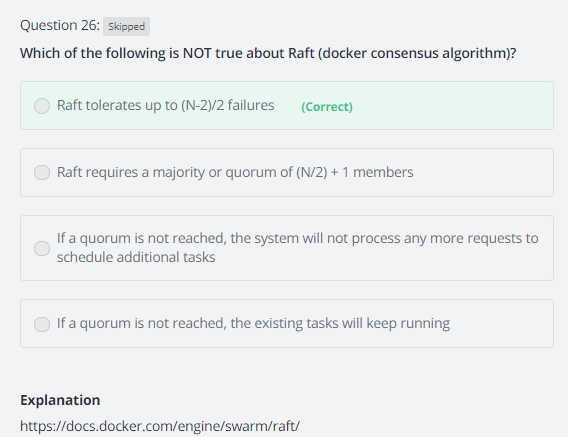 Question 26: Skipped
Which of the following is NOT true about Raft (docker consensus algorithm)?
Raft tolerates up to (N-2)/2 failures (Correct)
Raft requires a majority or quorum of (N/2) + 1 members
If a quorum is not reached, the system will not process any more requests to
schedule additional tasks
If a quorum is not reached, the existing tasks will keep running
Explanation
https://docs.docker.com/engine/swarm/raft/